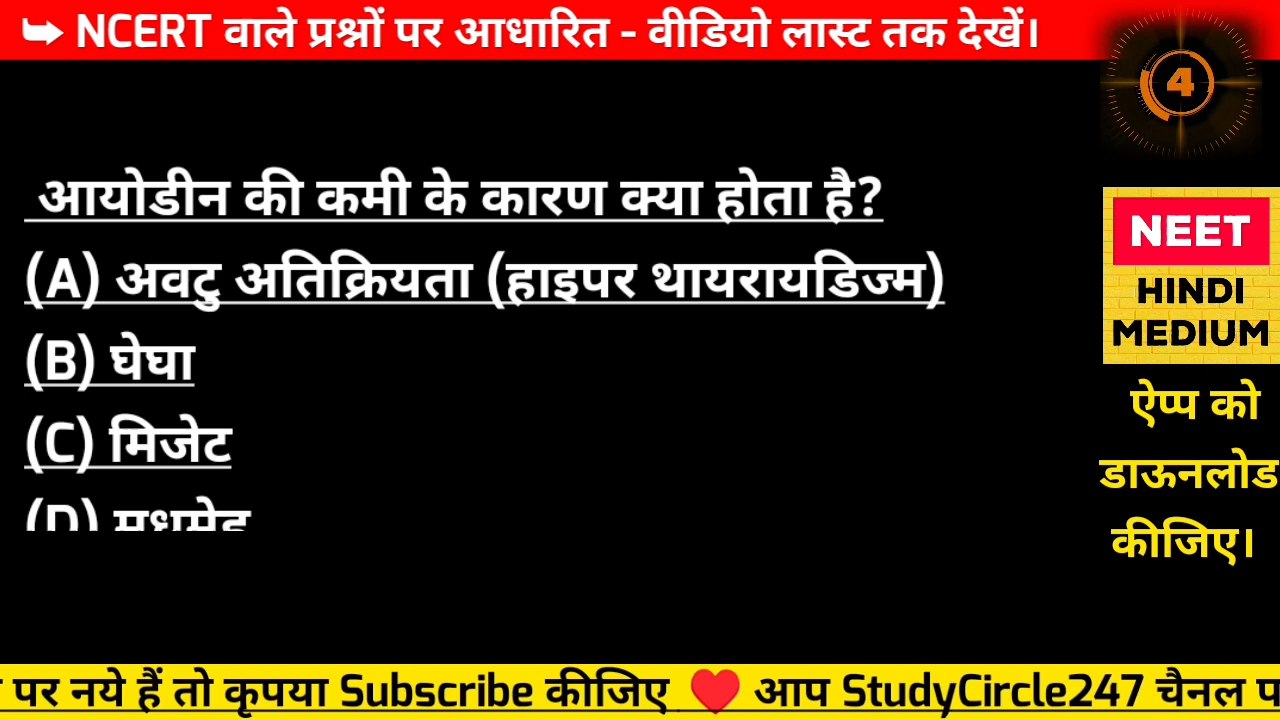 ➥ NCERT वाले प्रश्नों पर आधारित - वीडियो लास्ट तक देखें।
4
आयोडीन की कमी के कारण क्या होता है?
(A) अवटु अतिक्रियता (हाइपर थायरायडिज्म)
(B) घेघा
(C) मिजेट
(D) मधुमेह
NEET
HINDI
MEDIUM
ऐप्प को
डाऊनलोड
कीजिए।
पर नये हैं तो कृपया Subscribe कीजिए ❤️ आप StudyCircle247 चैनल